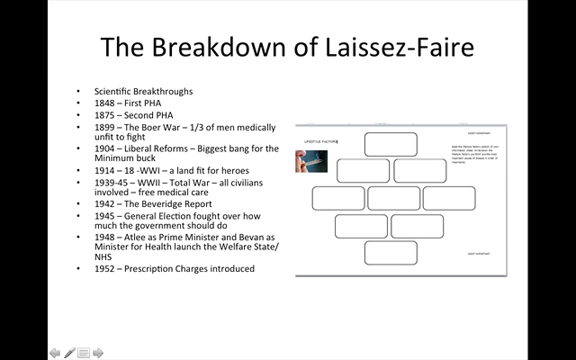 The Breakdown of Laissez-Faire
• Scientific Breakthroughs
• 1848 – First PHA
• 1875 – Second PHA
• 1899 – The Boer War – 1/3 of men medically
unfit to fight
• 1904 – Liberal Reforms – Biggest bang for the
Minimum buck
• 1914 – 18 -WWI – a land fit for heroes
• 1939-45 – WWII – Total War – all civilians
involved – free medical care
• 1942 – The Beveridge Report
• 1945 – General Election fought over how
much the government should do
• 1948 – Atlee as Prime Minister and Bevan as
Minister for Health launch the Welfare State/
NHS
• 1952 – Prescription Charges introduced
LIFESTYLE FACTORS
MOST IMPORTANT
LEAST IMPORTANT